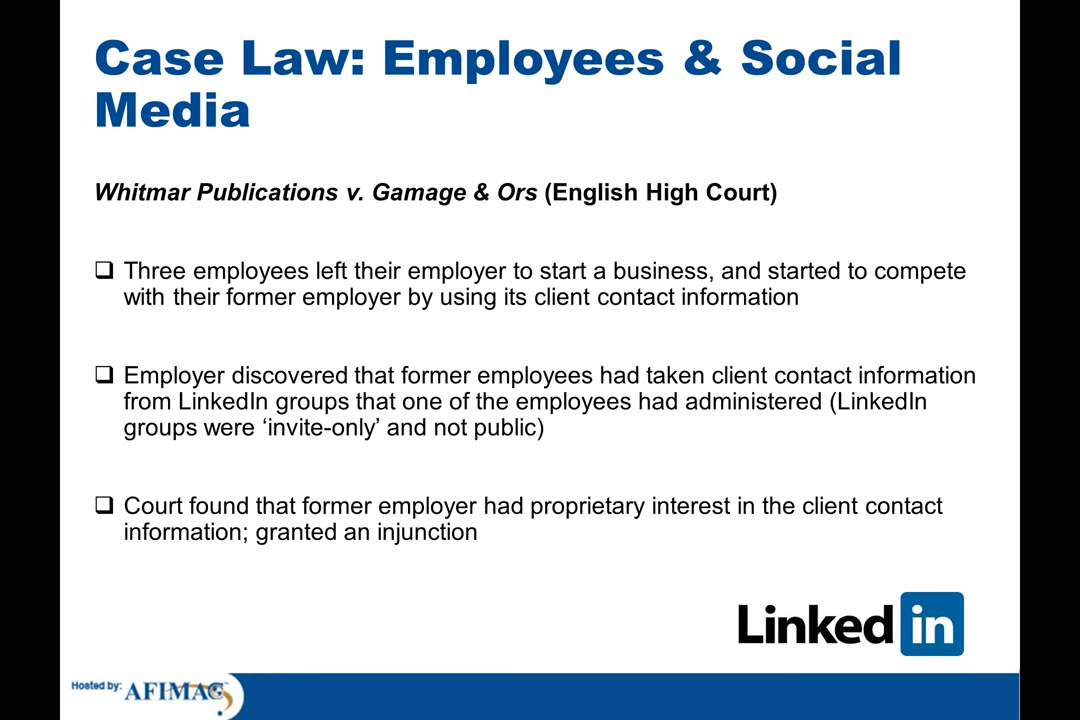 Case Law: Employees & Social
Media
Whitmar Publications v. Gamage & Ors (English High Court)
❑ Three employees left their employer to start a business, and started to compete
with their former employer by using its client contact information
❑ Employer discovered that former employees had taken client contact information
from LinkedIn groups that one of the employees had administered (LinkedIn
groups were ‘invite-only’ and not public)
❑ Court found that former employer had proprietary interest in the client contact
information; granted an injunction
Linked in
Hosted by: AFIMAC